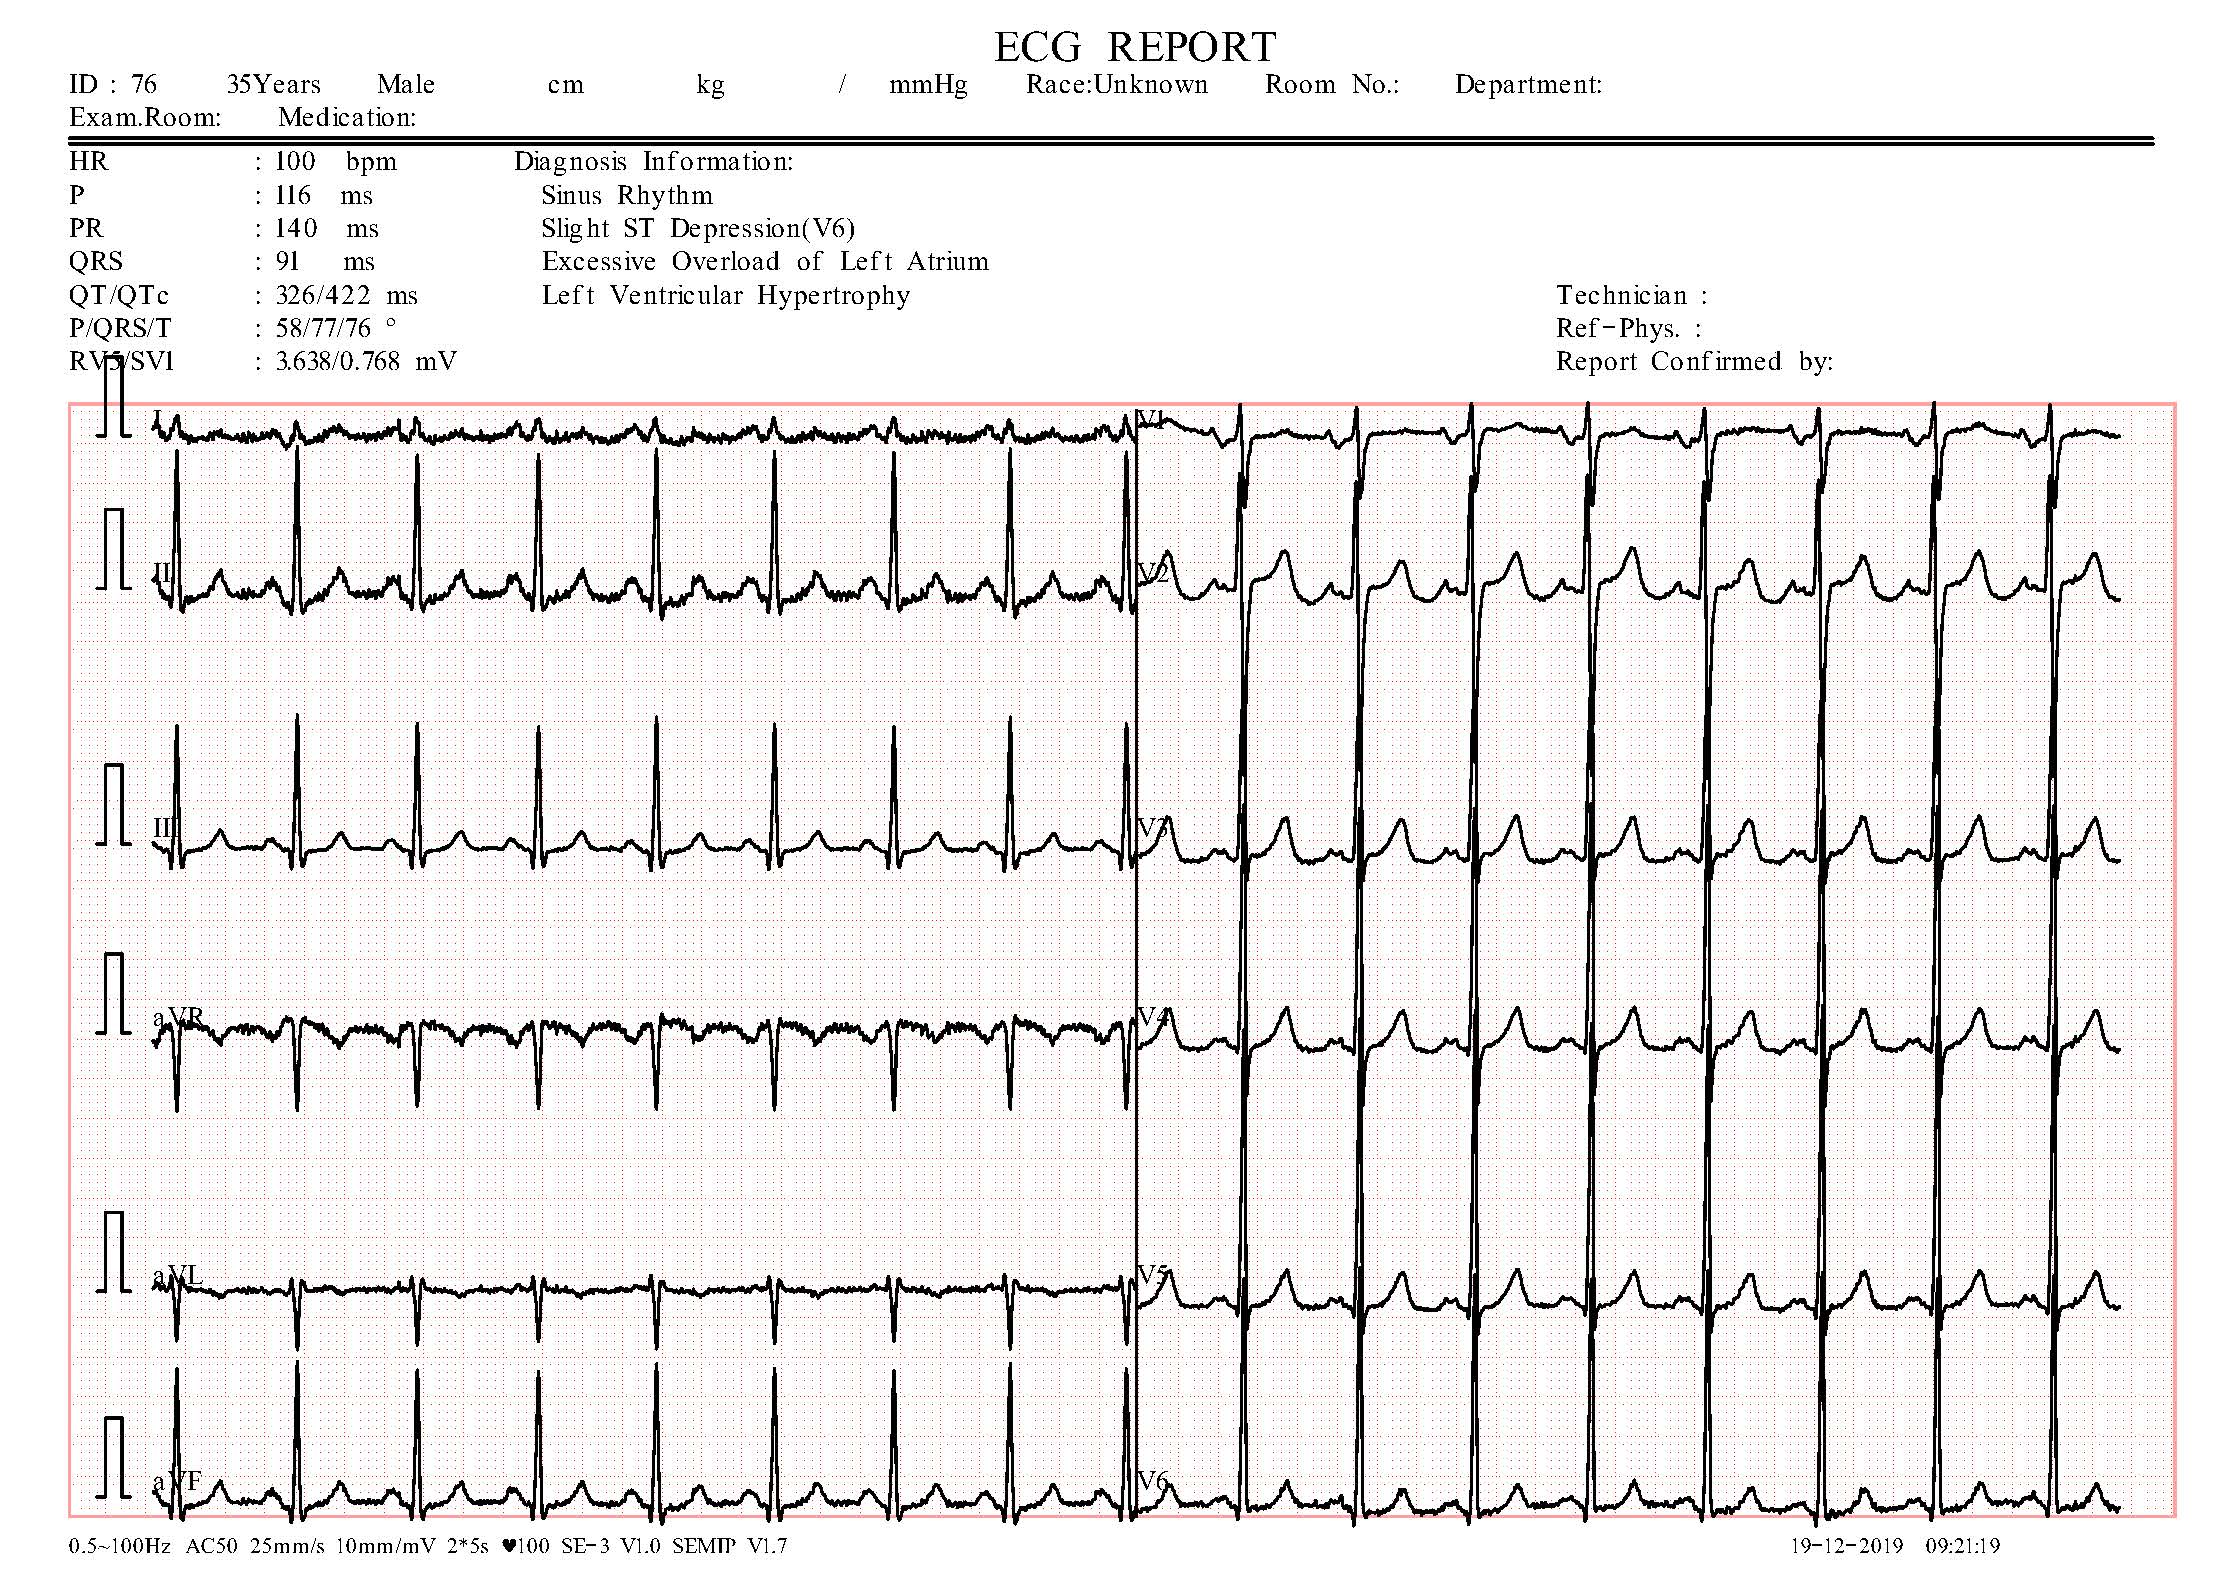 ECG REPORT
ID : 76 35Years Male cm kg / mmHg Race:Unknown Room No.: Department:
Exam.Room: Medication:
HR : 100 bpm Diagnosis Information:
P : 116 ms Sinus Rhythm
PR : 140 ms Slight ST Depression(V6)
QRS : 91 ms Excessive Overload of Left Atrium
QT/QTc : 326/422 ms Left Ventricular Hypertrophy Technician :
P/QRS/T : 58/77/76 ° Ref-Phys. :
RV5/SV1 : 3.638/0.768 mV Report Confirmed by:
I V1
II V2
III V3
aVR V4
aVL V5
aVF V6
0.5~100Hz AC50 25mm/s 10mm/mV 2*5s ♥100 SE-3 V1.0 SEMIP V1.7 19-12-2019 09:21:19